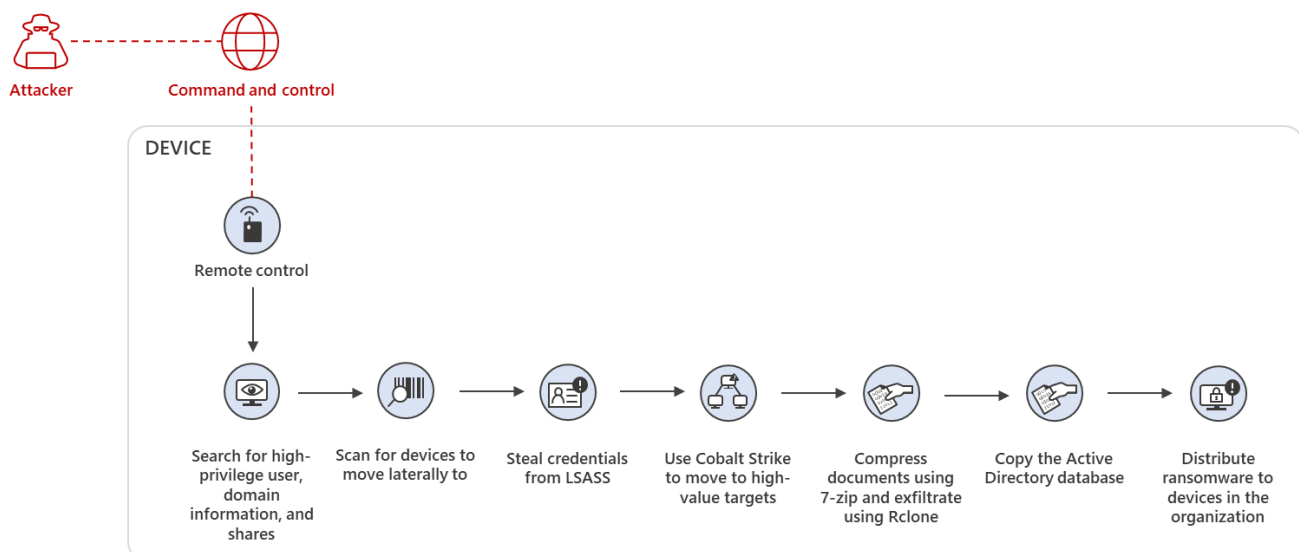 Attacker
Command and control
DEVICE
Remote control
Search for high-
privilege user,
domain
information, and
shares
Scan for devices to
move laterally to
Steal credentials
from LSASS
Use Cobalt Strike
to move to high-
value targets
Compress
documents using
7-zip and exfiltrate
using Rclone
Copy the Active
Directory database
Distribute
ransomware to
devices in the
organization